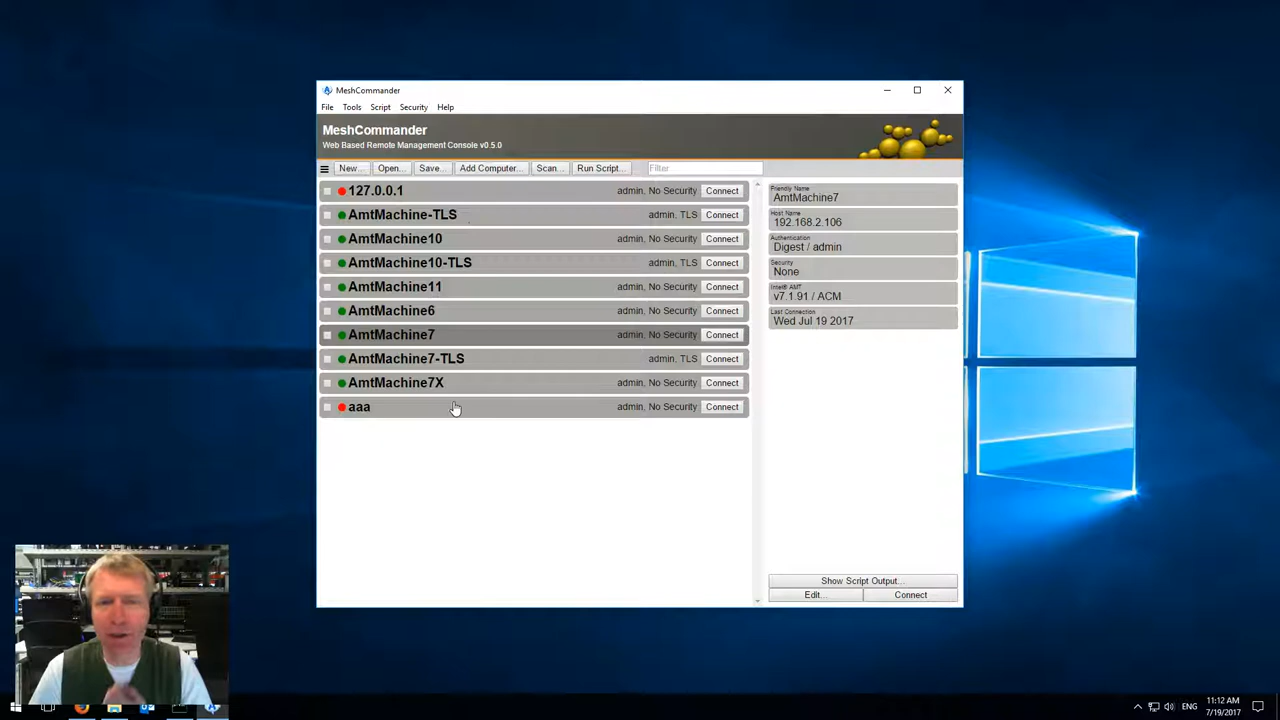 MeshCommander
File Tools Script Security Help
MeshCommander
Web Based Remote Management Console v0.5.0
New... Open... Save... Add Computer... Scan... Run Script... Filter
127.0.0.1 admin, No Security Connect
AmtMachine-TLS admin, TLS Connect
AmtMachine10 admin, No Security Connect
AmtMachine10-TLS admin, TLS Connect
AmtMachine11 admin, No Security Connect
AmtMachine6 admin, No Security Connect
AmtMachine7 admin, No Security Connect
AmtMachine7-TLS admin, TLS Connect
AmtMachine7X admin, No Security Connect
aaa admin, No Security Connect
Friendly Name
AmtMachine7
Host Name
192.168.2.106
Authentication
Digest / admin
Security
None
Intel® AMT
v7.1.91 / ACM
Last Connection
Wed Jul 19 2017
Show Script Output...
Edit... Connect
ENG
11:12 AM
7/19/2017